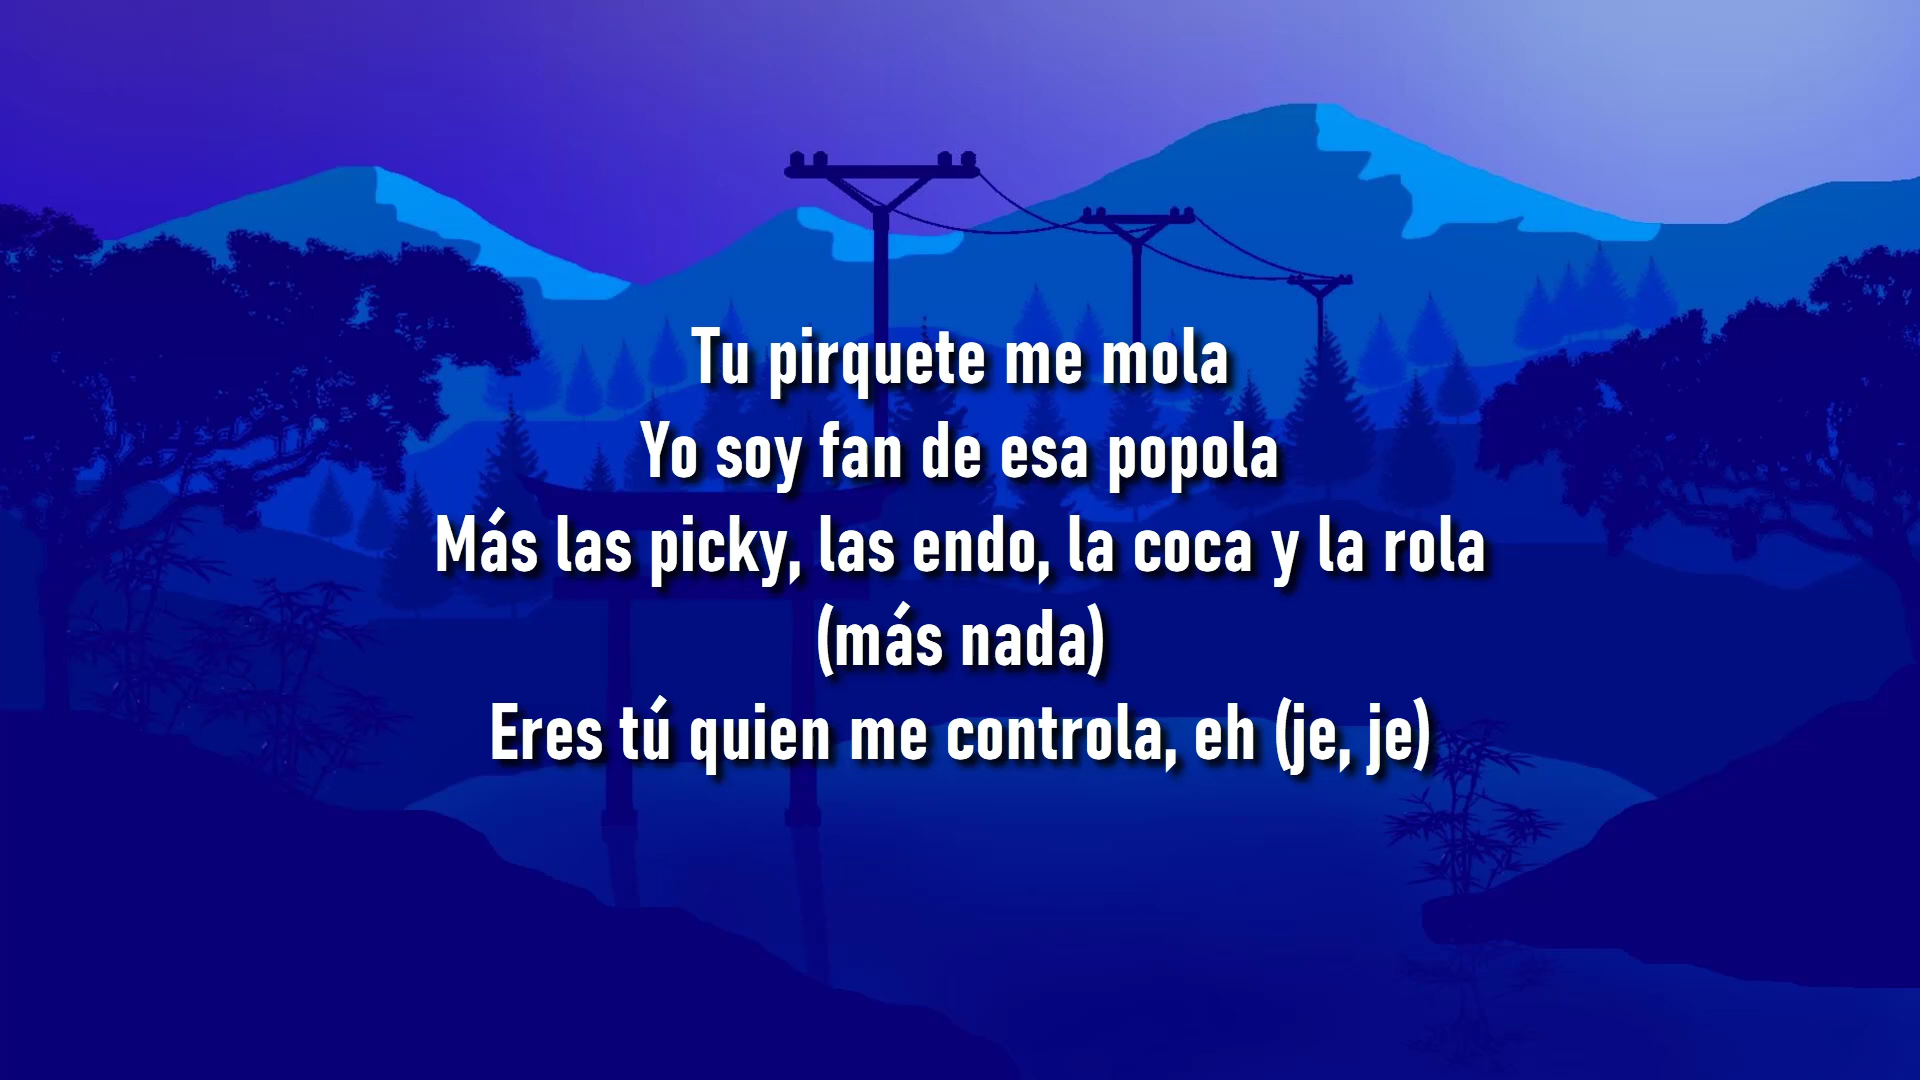 Tu pirquete me mola
Yo soy fan de esa popola
Más las picky, las endo, la coca y la rola
(más nada)
Eres tú quien me controla, eh (je, je)